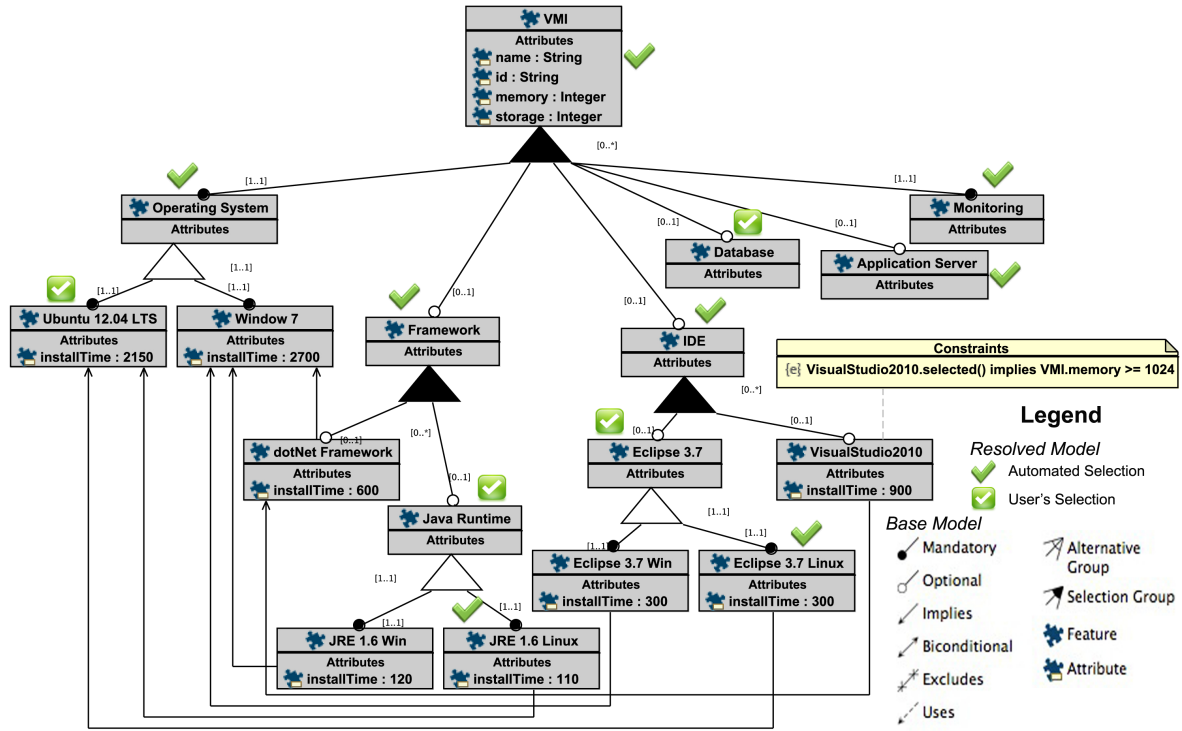 VMI
Attributes
name : String
id : String
memory : Integer
storage : Integer
[0..*]
[1..1]
[1..1]
Operating System
Attributes
Monitoring
Attributes
[0..1]
Database
Attributes
[0..1]
Application Server
Attributes
[1..1]
[1..1]
[1..1]
Ubuntu 12.04 LTS
Attributes
installTime : 2150
Window 7
Attributes
installTime : 2700
[0..1]
Framework
Attributes
[0..1]
IDE
Attributes
Constraints
{e} VisualStudio2010.selected() implies VMI.memory >= 1024
[0..*]
[0..1]
[0..*]
[0..1]
dotNet Framework
Attributes
installTime : 600
Eclipse 3.7
Attributes
VisualStudio2010
Attributes
installTime : 900
[0..1]
Java Runtime
Attributes
[1..1]
[1..1]
[1..1]
Eclipse 3.7 Win
Attributes
installTime : 300
Eclipse 3.7 Linux
Attributes
installTime : 300
[1..1]
[1..1]
[1..1]
JRE 1.6 Win
Attributes
installTime : 120
JRE 1.6 Linux
Attributes
installTime : 110
Legend
Resolved Model
Automated Selection
User's Selection
Base Model
Mandatory
Optional
Implies
Biconditional
Excludes
Uses
Alternative
Group
Selection Group
Feature
Attribute